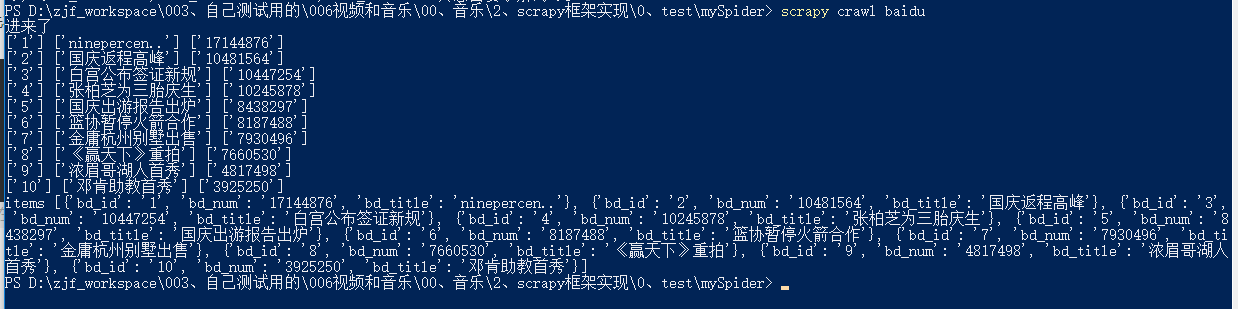 PS D:\zjf_workspace\003、自己测试用的\006视频和音乐\00、音乐\2、scrapy框架实现\0、test\mySpider> scrapy crawl baidu
进来了
['1'] ['ninepercen..'] ['17144876']
['2'] ['国庆返程高峰'] ['10481564']
['3'] ['白宫公布签证新规'] ['10447254']
['4'] ['张柏芝为三胎庆生'] ['10245878']
['5'] ['国庆出游报告出炉'] ['8438297']
['6'] ['篮协暂停火箭合作'] ['8187488']
['7'] ['金庸杭州别墅出售'] ['7930496']
['8'] ['《赢天下》重拍'] ['7660530']
['9'] ['浓眉哥湖人首秀'] ['4817498']
['10'] ['邓肯助教首秀'] ['3925250']
items [{'bd_id': '1', 'bd_num': '17144876', 'bd_title': 'ninepercen..'}, {'bd_id': '2', 'bd_num': '10481564', 'bd_title': '国庆返程高峰'}, {'bd_id': '3',
'bd_num': '10447254', 'bd_title': '白宫公布签证新规'}, {'bd_id': '4', 'bd_num': '10245878', 'bd_title': '张柏芝为三胎庆生'}, {'bd_id': '5', 'bd_num': '8
438297', 'bd_title': '国庆出游报告出炉'}, {'bd_id': '6', 'bd_num': '8187488', 'bd_title': '篮协暂停火箭合作'}, {'bd_id': '7', 'bd_num': '7930496', 'bd_ti
tle': '金庸杭州别墅出售'}, {'bd_id': '8', 'bd_num': '7660530', 'bd_title': '《赢天下》重拍'}, {'bd_id': '9', 'bd_num': '4817498', 'bd_title': '浓眉哥湖人
首秀'}, {'bd_id': '10', 'bd_num': '3925250', 'bd_title': '邓肯助教首秀'}]
PS D:\zjf_workspace\003、自己测试用的\006视频和音乐\00、音乐\2、scrapy框架实现\0、test\mySpider>